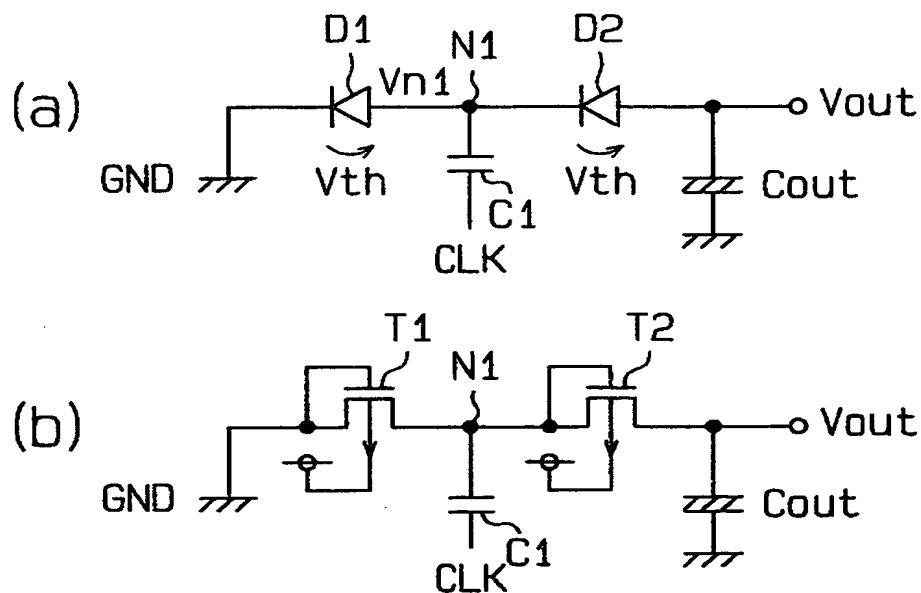 (a)
D1
Vn1
N1
D2
Vout
GND
Vth
C1
CLK
Vth
Cout
(b)
T1
N1
T2
Vout
GND
C1
CLK
Cout